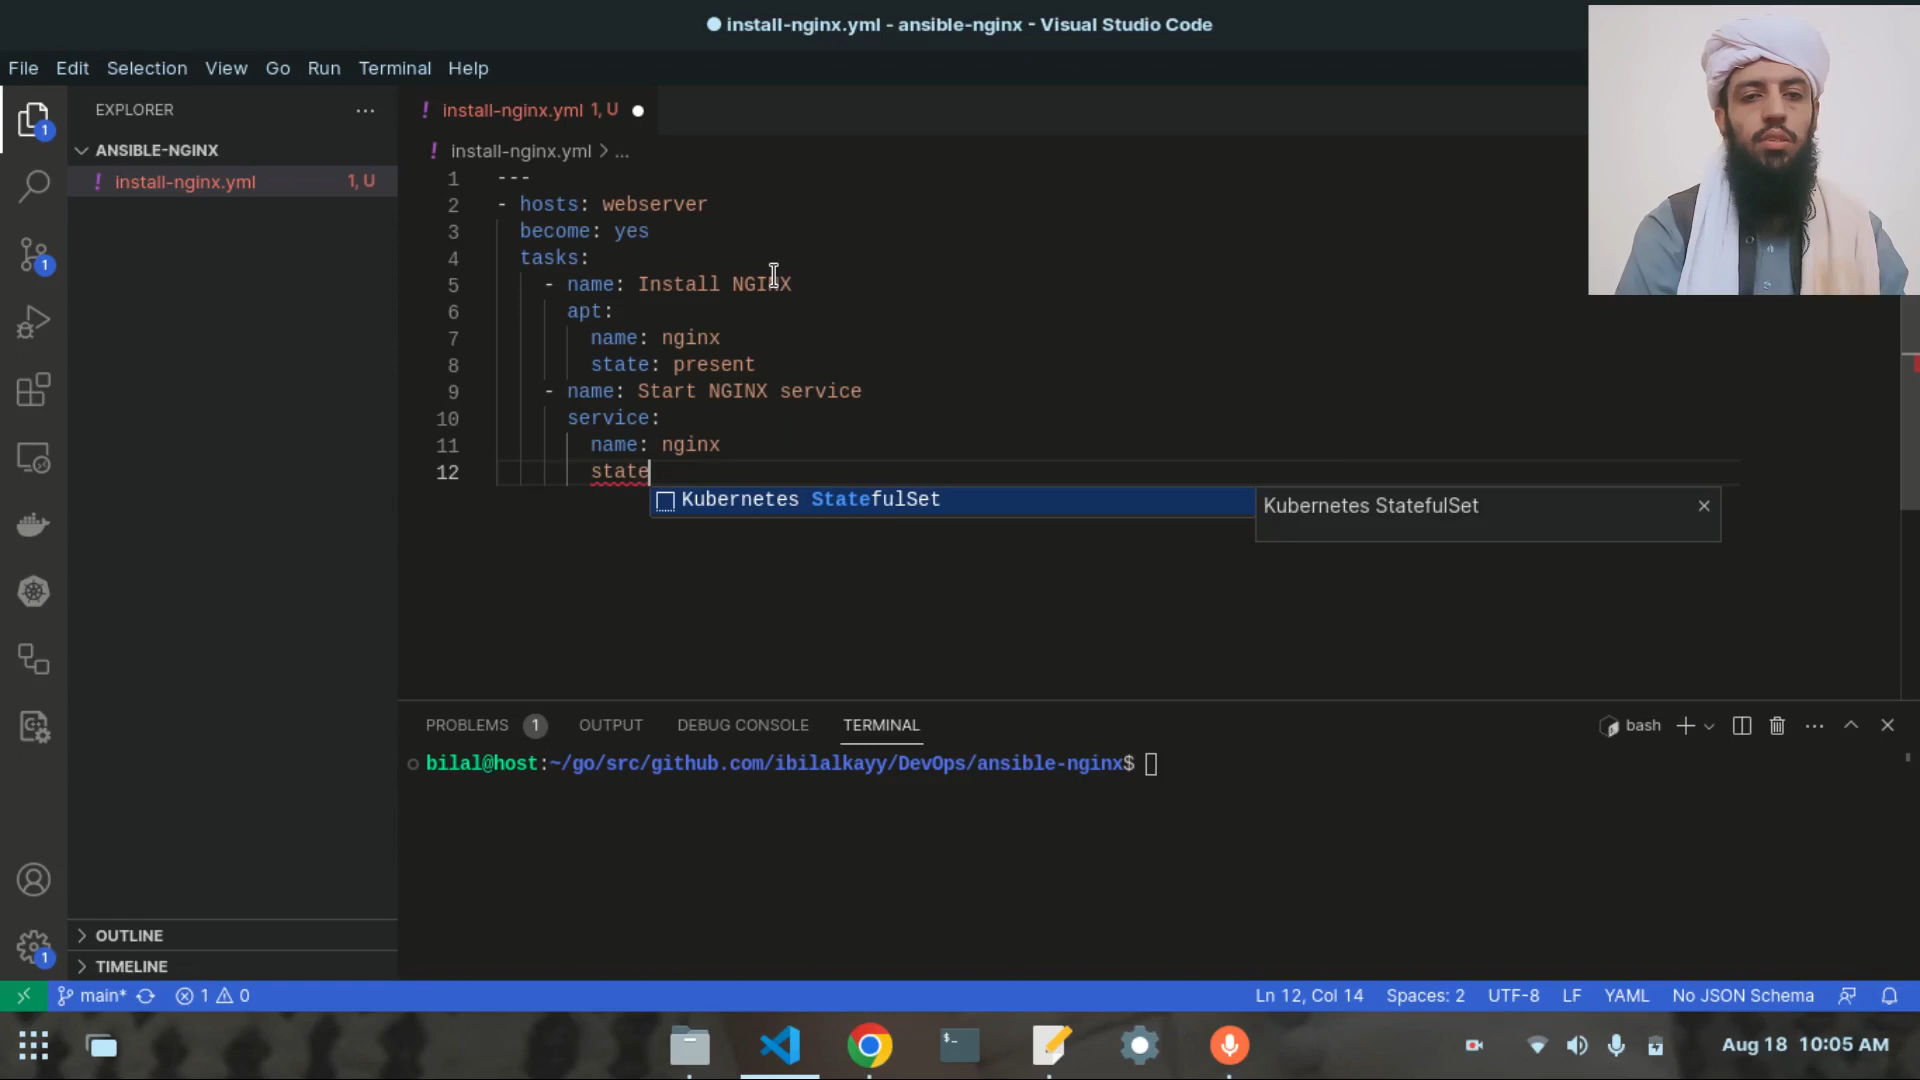 install-nginx.yml - ansible-nginx - Visual Studio Code
File Edit Selection View Go Run Terminal Help
EXPLORER
ANSIBLE-NGINX
install-nginx.yml 1, U
1
1
1
install-nginx.yml 1, U
install-nginx.yml > ...
1 ---
2 - hosts: webserver
3 become: yes
4 tasks:
5 - name: Install NGINX
6 apt:
7 name: nginx
8 state: present
9 - name: Start NGINX service
10 service:
11 name: nginx
12 state
Kubernetes StatefulSet
Kubernetes StatefulSet
PROBLEMS 1 OUTPUT DEBUG CONSOLE TERMINAL
bash
bilal@host:~/go/src/github.com/ibilalkayy/DevOps/ansible-nginx$
OUTLINE
TIMELINE
main* 1 0
Ln 12, Col 14 Spaces: 2 UTF-8 LF YAML No JSON Schema
Aug 18 10:05 AM